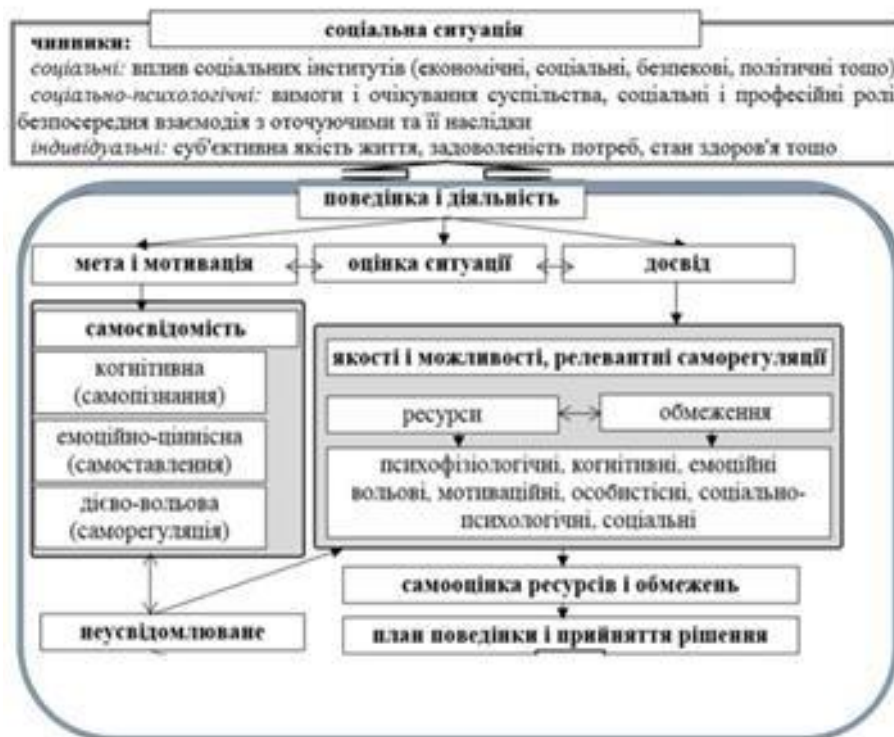 соціальна ситуація
чинники:
соціальні: вплив соціальних інститутів (економічні, соціальні, безпекові, політичні тощо)
соціально-психологічні: вимоги і очікування суспільства, соціальні і професійні ролі
безпосередня взаємодія з оточуючими та її наслідки
індивідуальні: суб'єктивна якість життя, задоволеність потреб, стан здоров'я тощо
поведінка і діяльність
мета і мотивація
оцінка ситуації
досвід
самосвідомість
когнітивна
(самопізнання)
емоційно-ціннісна
(самоставлення)
дієво-вольова
(саморегуляція)
неусвідомлюване
якості і можливості, релевантні саморегуляції
ресурси
обмеження
психофізіологічні, когнітивні, емоційні
вольові, мотиваційні, особистісні, соціально-
психологічні, соціальні
самооцінка ресурсів і обмежень
план поведінки і прийняття рішення